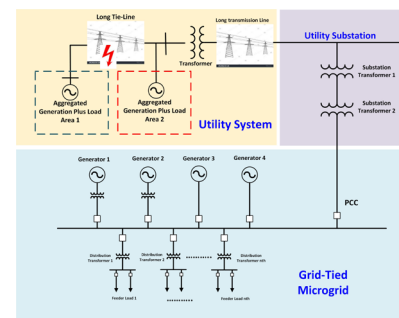 Long Tie-Line
Long transmission Line
Utility Substation
Transformer
Substation
Transformer 1
Aggregated
Generation Plus Load
Area 1
Aggregated
Generation Plus Load
Area 2
Substation
Transformer 2
Utility System
Generator 1
Generator 2
Generator 3
Generator 4
PCC
Distribution
Transformer 1
Distribution
Transformer 2
Distribution
Transformer nth
Feeder Load 1
Feeder Load nth
Grid-Tied
Microgrid